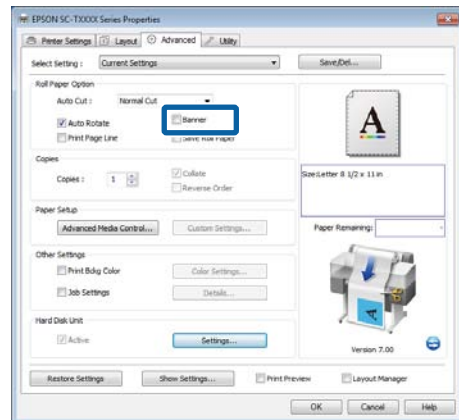 EPSON SC-TXXXX Series Properties
Printer Settings Layout Advanced Utility
Select Setting : Current Settings Save/Del...
Roll Paper Option
Auto Cut : Normal Cut
Auto Rotate Banner
Print Page Line Save Roll Paper
Copies
Copies : 1 Collate
Reverse Order
Size:Letter 8 1/2 x 11 in
Paper Setup
Advanced Media Control... Custom Settings...
Paper Remaining:
Other Settings
Print Bckg Color Color Settings...
Job Settings Details...
Hard Disk Unit
Active Settings...
Version 7.00
Restore Settings Show Settings... Print Preview Layout Manager
OK Cancel Help